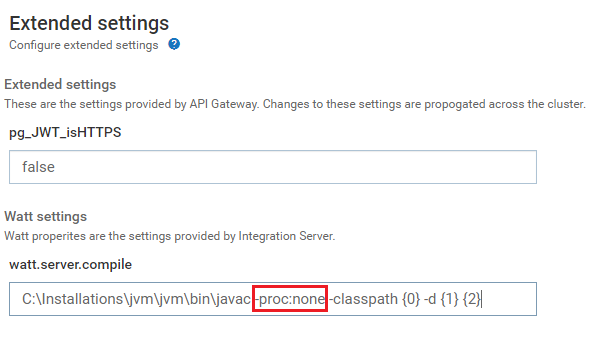 Extended settings
Configure extended settings ?
Extended settings
These are the settings provided by API Gateway. Changes to these settings are propogated across the cluster.
pg_JWT_isHTTPS
false
Watt settings
Watt properites are the settings provided by Integration Server.
watt.server.compile
C:\Installations\jvm\jvm\bin\javac -proc:none -classpath {0} -d {1} {2}